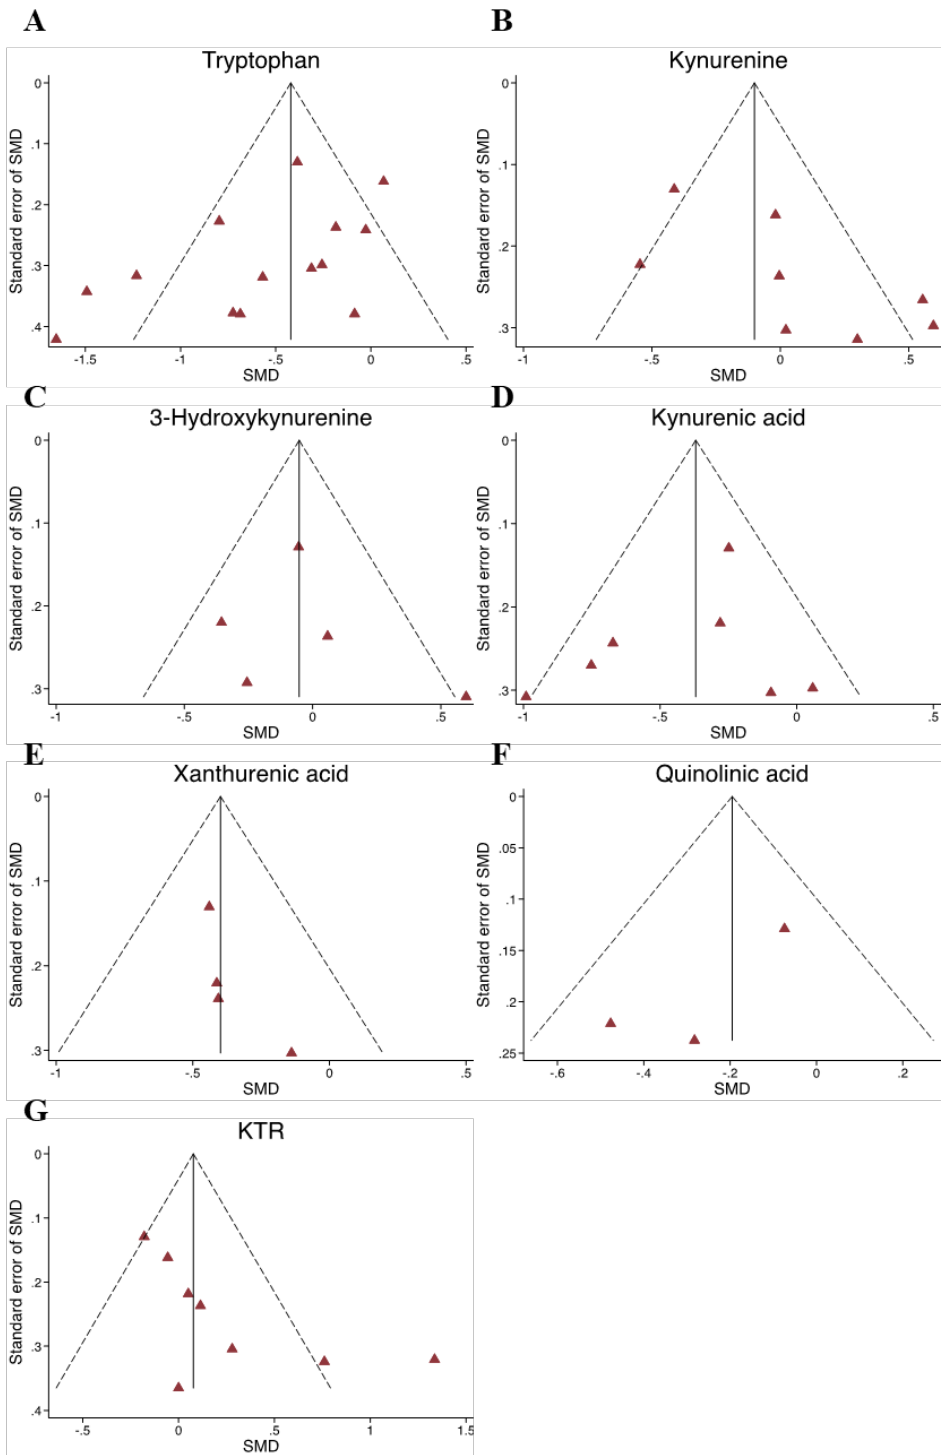 A
Tryptophan
Standard error of SMD
0
.1
.2
.3
.4
-1.5
-1
-.5
0
.5
SMD
B
Kynurenine
Standard error of SMD
0
.1
.2
.3
-1
-.5
0
.5
SMD
C
3-Hydroxykynurenine
Standard error of SMD
0
.1
.2
.3
-1
-.5
0
.5
SMD
D
Kynurenic acid
Standard error of SMD
0
.1
.2
.3
-1
-.5
0
.5
SMD
E
Xanthurenic acid
Standard error of SMD
0
.1
.2
.3
-1
-.5
0
.5
SMD
F
Quinolinic acid
Standard error of SMD
0
.05
.1
.15
.2
.25
-.6
-.4
-.2
0
.2
SMD
G
KTR
Standard error of SMD
0
.1
.2
.3
.4
-.5
0
.5
1
1.5
SMD